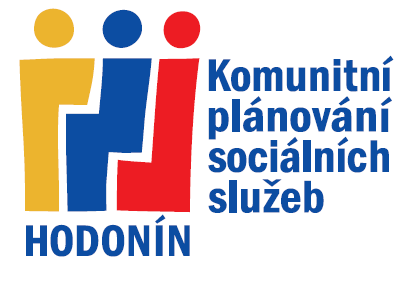 Komunitní
plánování
sociálních
služeb
HODONÍN